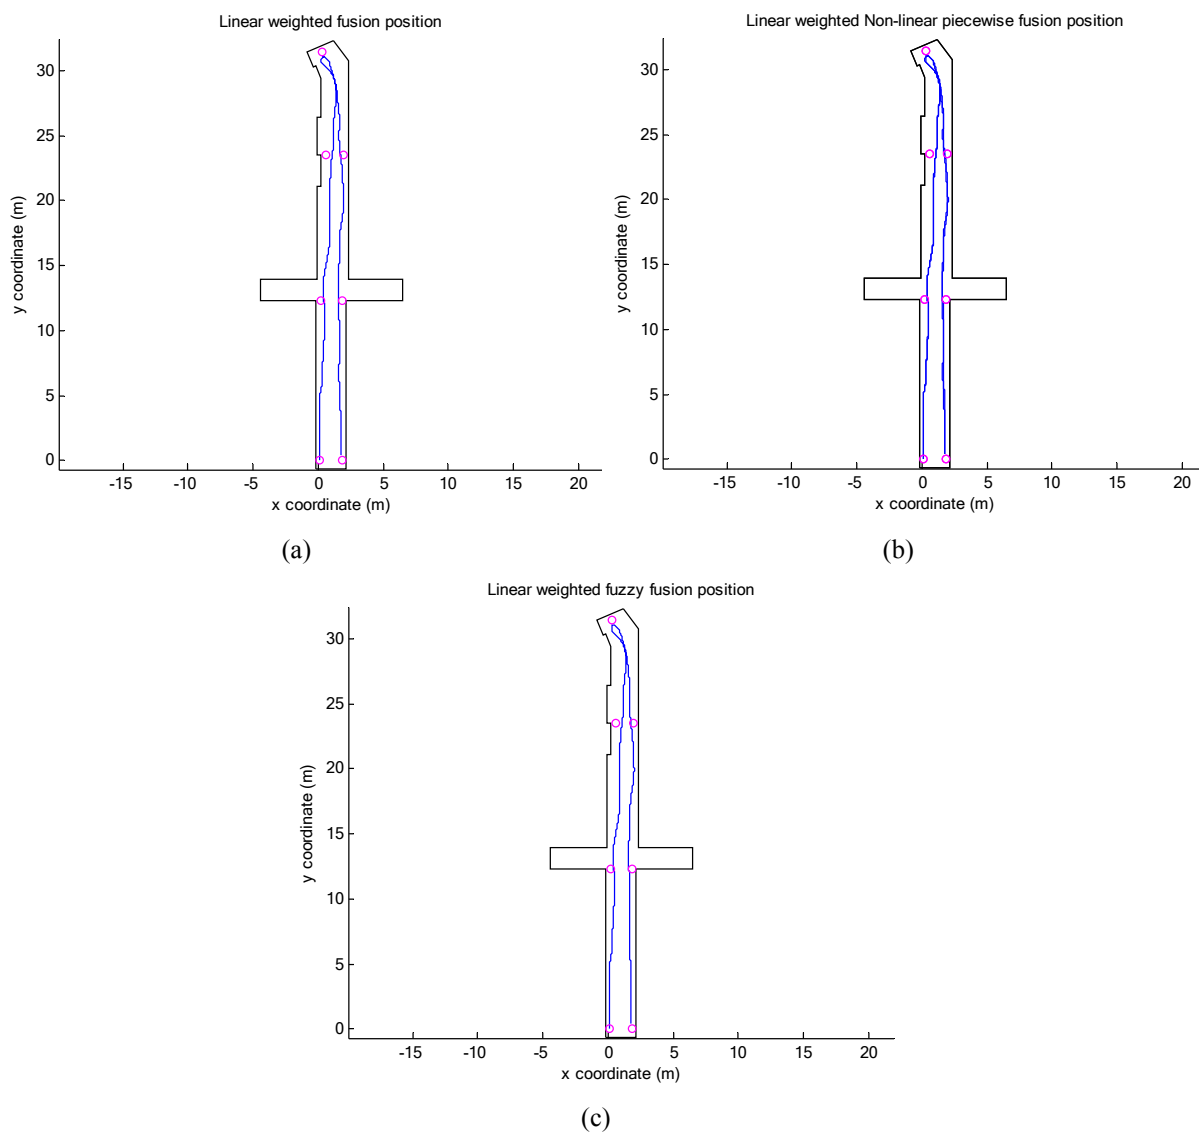 Linear weighted fusion position
30
25
20
15
10
5
0
y coordinate (m)
-15 -10 -5 0 5 10 15 20
x coordinate (m)
(a)
Linear weighted Non-linear piecewise fusion position
30
25
20
15
10
5
0
y coordinate (m)
-15 -10 -5 0 5 10 15 20
x coordinate (m)
(b)
Linear weighted fuzzy fusion position
30
25
20
15
10
5
0
y coordinate (m)
-15 -10 -5 0 5 10 15 20
x coordinate (m)
(c)